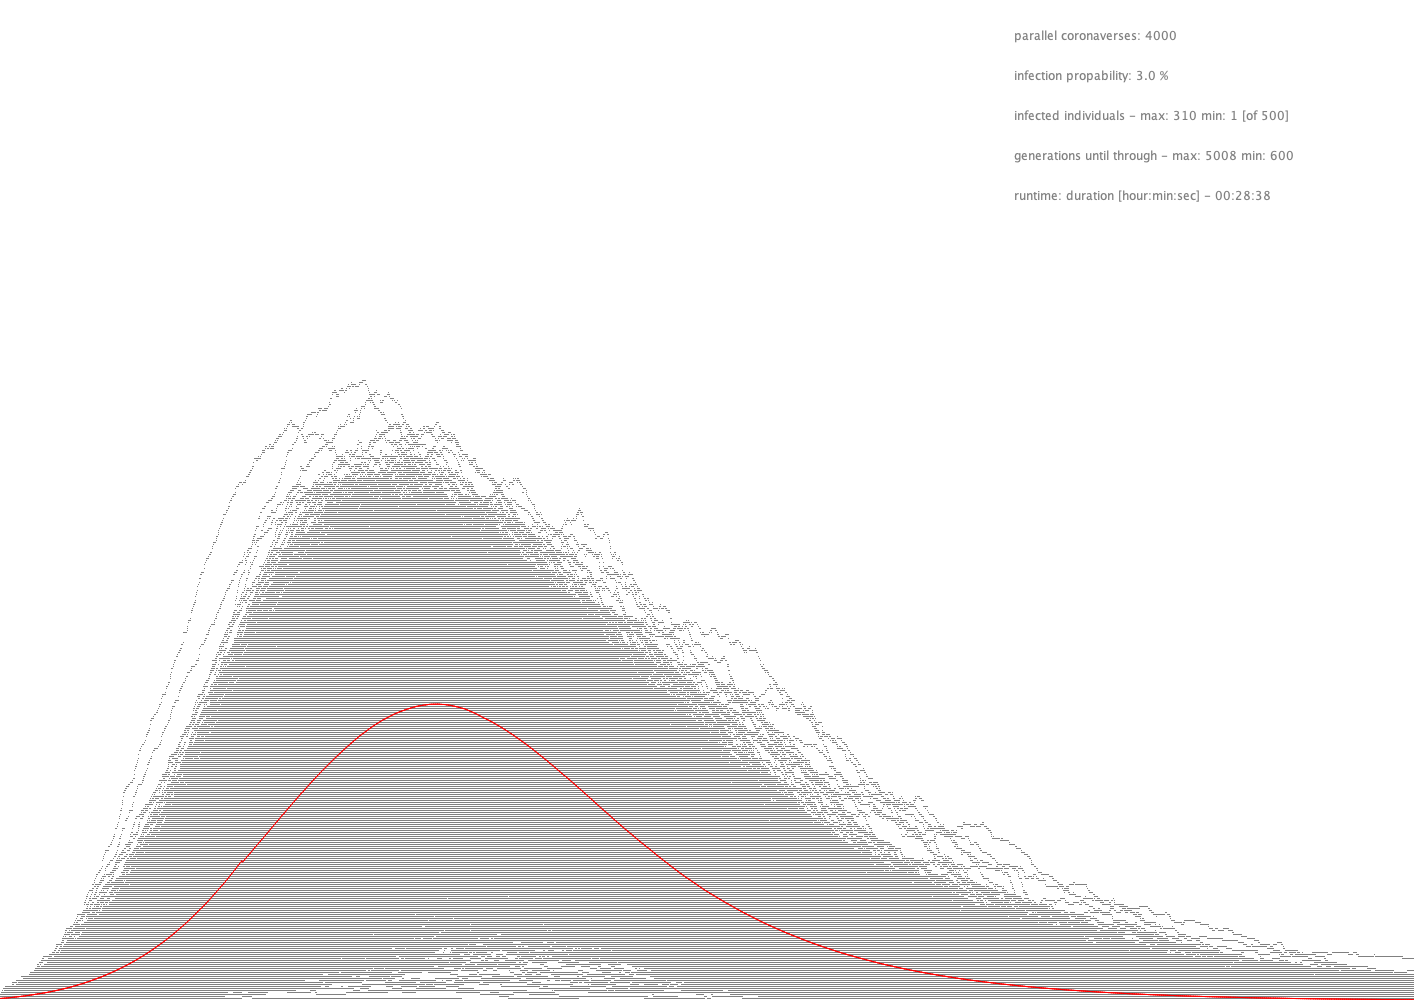 parallel coronaverses: 4000
infection propability: 3.0 %
infected individuals – max: 310 min: 1 [of 500]
generations until through – max: 5008 min: 600
runtime: duration [hour:min:sec] – 00:28:38